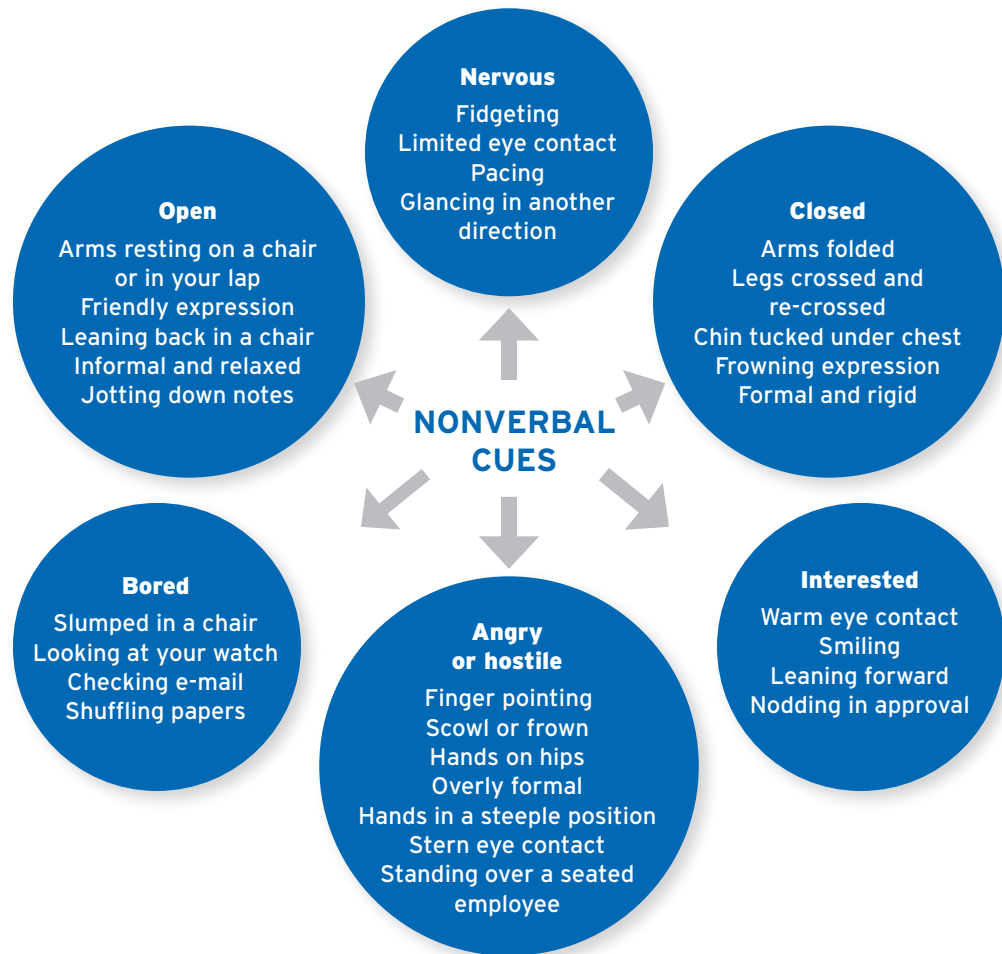 Nervous
Fidgeting
Limited eye contact
Pacing
Glancing in another
direction
Open
Arms resting on a chair
or in your lap
Friendly expression
Leaning back in a chair
Informal and relaxed
Jotting down notes
Closed
Arms folded
Legs crossed and
re-crossed
Chin tucked under chest
Frowning expression
Formal and rigid
NONVERBAL
CUES
Bored
Slumped in a chair
Looking at your watch
Checking e-mail
Shuffling papers
Angry
or hostile
Finger pointing
Scowl or frown
Hands on hips
Overly formal
Hands in a steeple position
Stern eye contact
Standing over a seated
employee
Interested
Warm eye contact
Smiling
Leaning forward
Nodding in approval